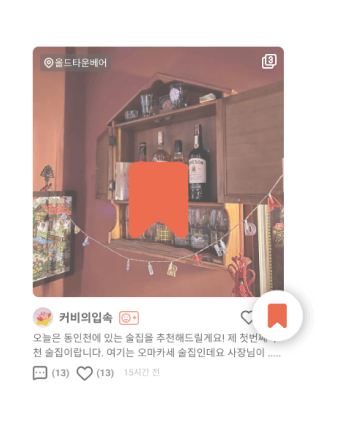 올드타운베어
3
커비의입속
오늘은 동인천에 있는 술집을 추천해드릴게요! 제 첫번째
천 술집이랍니다. 여기는 오마카세 술집인데요 사장님이 .....
(13) (13) 15시간 전